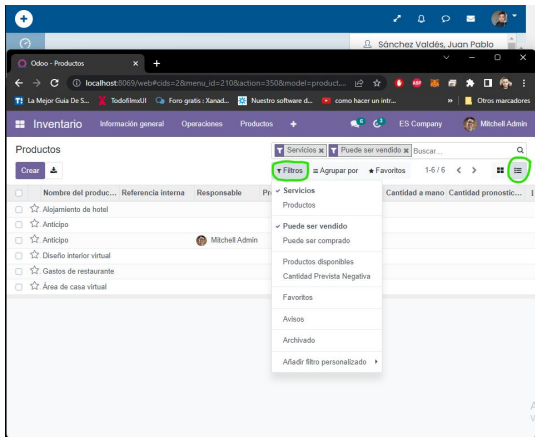 Sánchez Valdés, Juan Pablo
Odoo - Productos
localhost:8069/web#cids=2&menu_id=210&action=350&model=product....
La Mejor Guia De S... TodofilmxUI Foro gratis : Xanad... Nuestro software d... como hacer un intr... » Otros marcadores
Inventario Información general Operaciones Productos + 6 3 ES Company Mitchell Admin
Productos
Servicios × Puede ser vendido × Buscar...
Crear Filtros Agrupar por Favoritos 1-6 / 6
Nombre del produc... Referencia interna Responsable Pr Cantidad a mano Cantidad pronostic...
Alojamiento de hotel
Anticipo
Anticipo Mitchell Admin
Diseño interior virtual
Gastos de restaurante
Área de casa virtual
Servicios
Productos
Puede ser vendido
Puede ser comprado
Productos disponibles
Cantidad Prevista Negativa
Favoritos
Avisos
Archivado
Añadir filtro personalizado